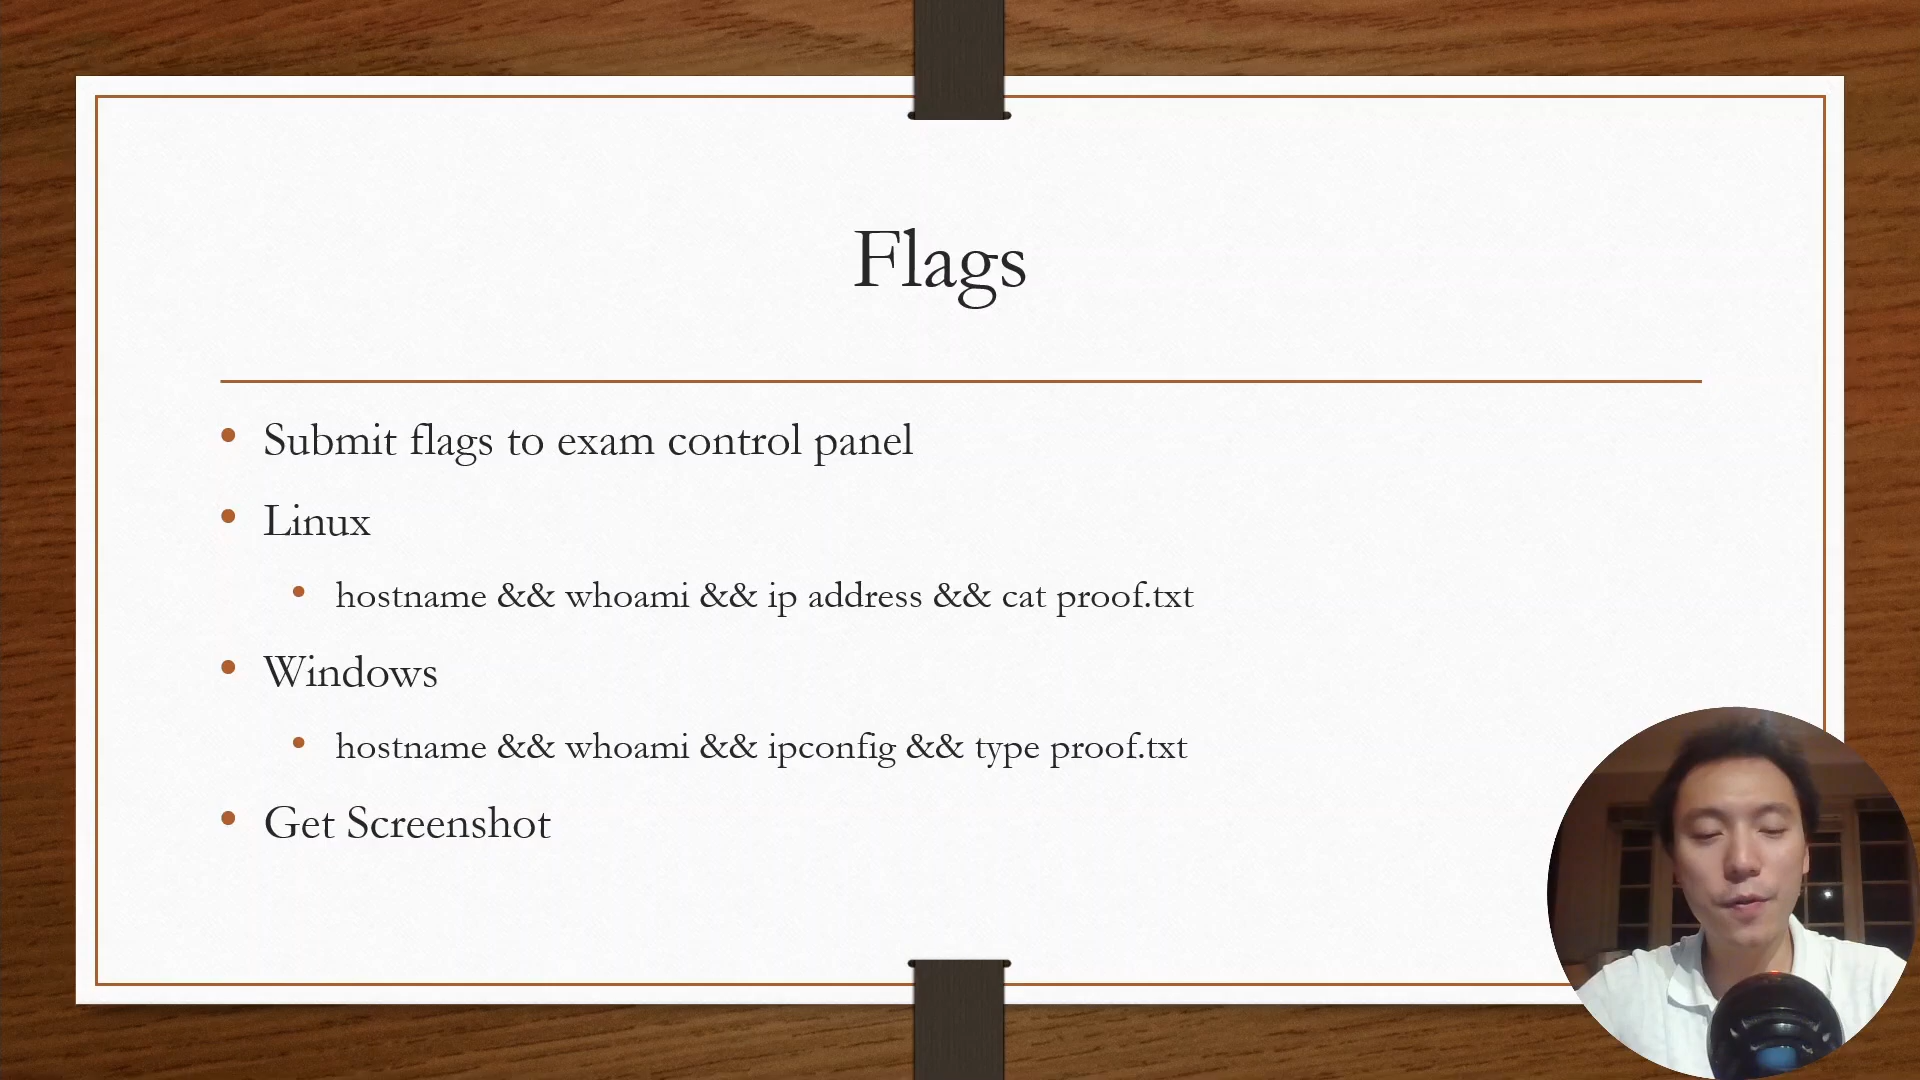 Flags
Submit flags to exam control panel
Linux
hostname && whoami && ip address && cat proof.txt
Windows
hostname && whoami && ipconfig && type proof.txt
Get Screenshot